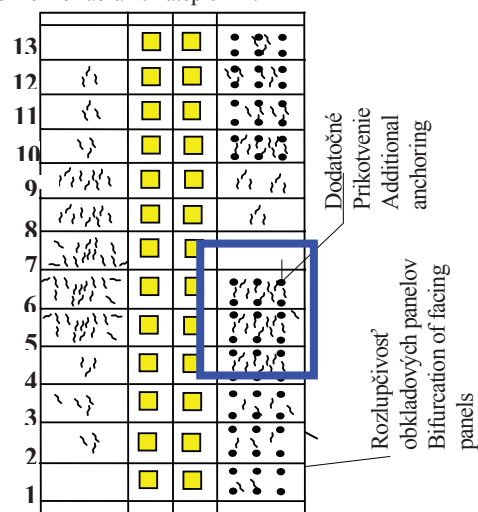 13
12
11
10
9
8
7
6
5
4
3
2
1
Dodatočné
Prikotvenie
Additional
anchoring
Rozlupčivosť
obkladových panelov
Bifurcation of facing
panels